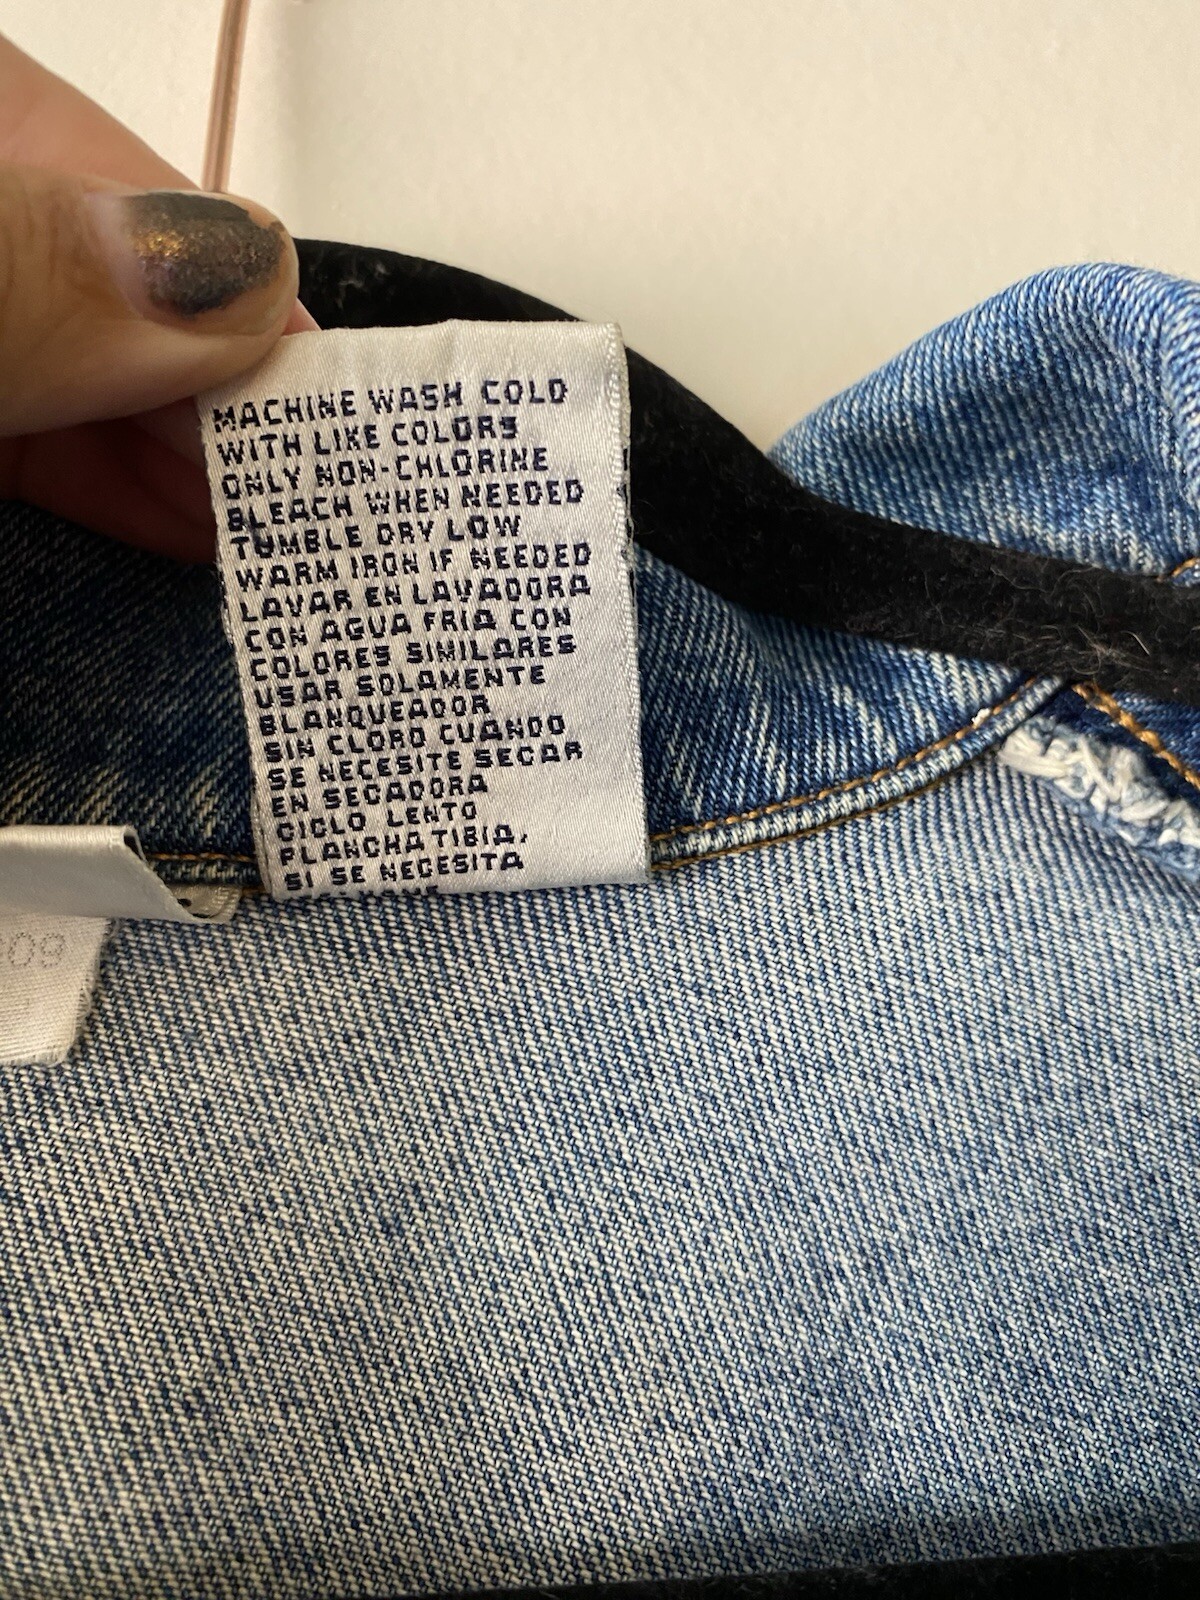 MACHINE WASH COLD
WITH LIKE COLORS
ONLY NON-CHLORINE
BLEACH WHEN NEEDED
TUMBLE DRY LOW
WARM IRON IF NEEDED
LAVAR EN LAVADORA
CON AGUA FRIA CON
COLORES SIMILARES
USAR SOLAMENTE
BLANQUEADOR
SIN CLORO CUANDO
SE NECESITE SECAR
EN SECADORA
CICLO LENTO
PLANCHA TIBIA,
SI SE NECESITA
09